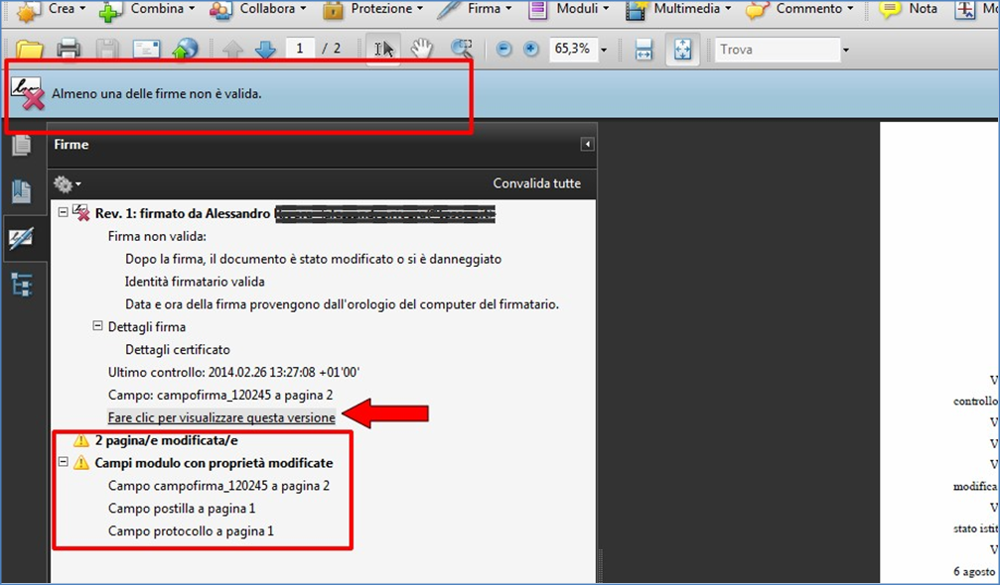 Crea Combina Collabora Protezione Firma Moduli Multimedia Commento Nota
1 / 2 65,3% Trova
Almeno una delle firme non è valida.
Firme
Convalida tutte
Rev. 1: firmato da Alessandro
Firma non valida:
Dopo la firma, il documento è stato modificato o si è danneggiato
Identità firmatario valida
Data e ora della firma provengono dall'orologio del computer del firmatario.
Dettagli firma
Dettagli certificato
Ultimo controllo: 2014.02.26 13:27:08 +01'00'
Campo: campofirma_120245 a pagina 2
Fare clic per visualizzare questa versione
2 pagina/e modificata/e
Campi modulo con proprietà modificate
Campo campofirma_120245 a pagina 2
Campo postilla a pagina 1
Campo protocollo a pagina 1
V
controllo
V
V
V
modifica
V
stato istit
V
6 agosto